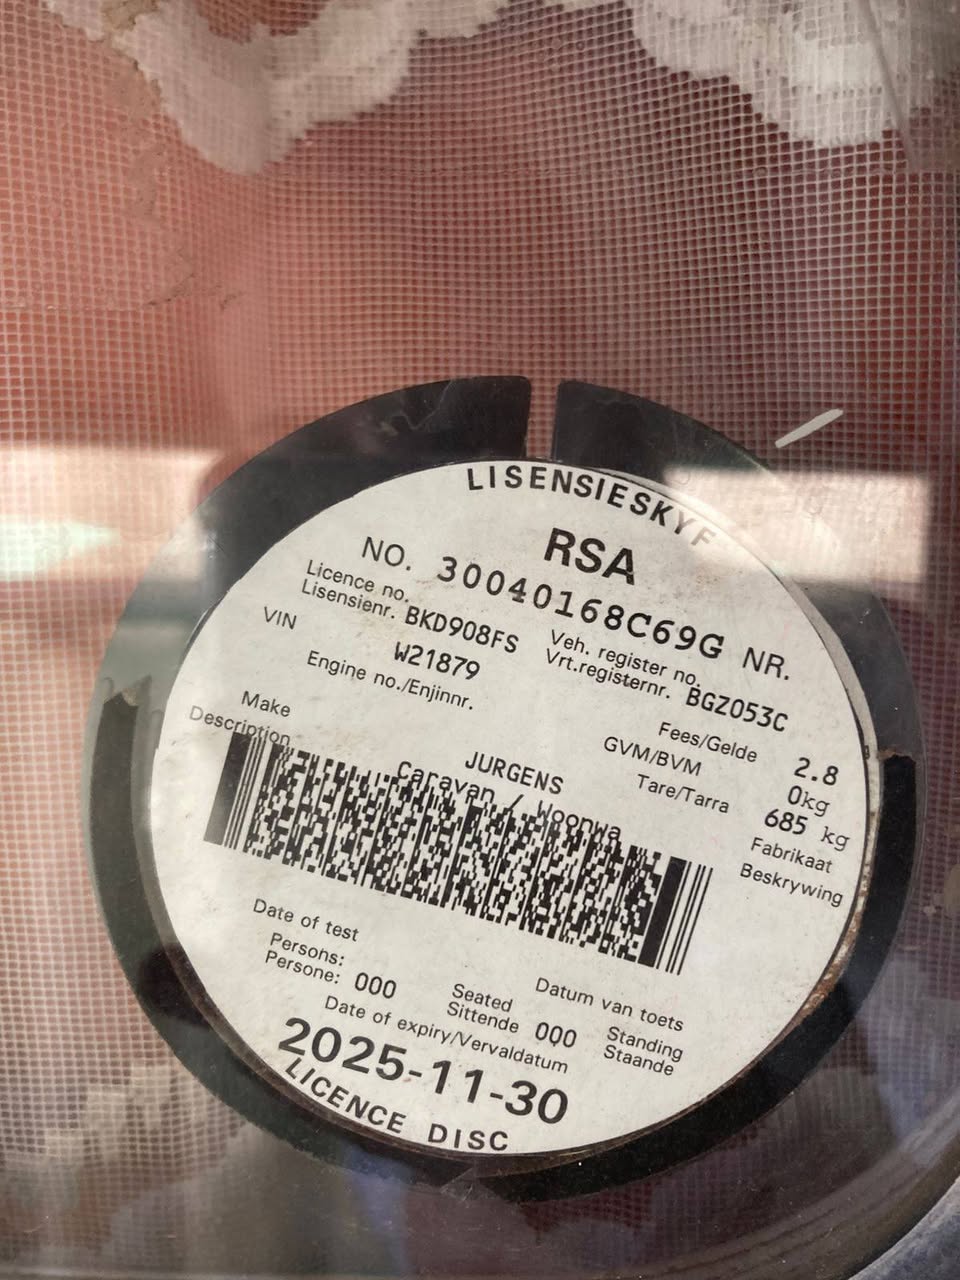 LISENSIESKYF
RSA
NO. 30040168C69G NR.
Licence no.
Lisensienr. BKD908FS
Veh. register no.
Vrt.registernr. BGZ053C
VIN W21879
Engine no./Enjinnr.
Fees/Gelde 2.8
GVM/BVM 0kg
Tare/Tarra 685 kg
Make JURGENS Fabrikaat
Description Caravan / Woonwa Beskrywing
Date of test Datum van toets
Persons:
Persone: 000
Seated
Sittende 000
Standing
Staande
Date of expiry/Vervaldatum
2025-11-30
LICENCE DISC